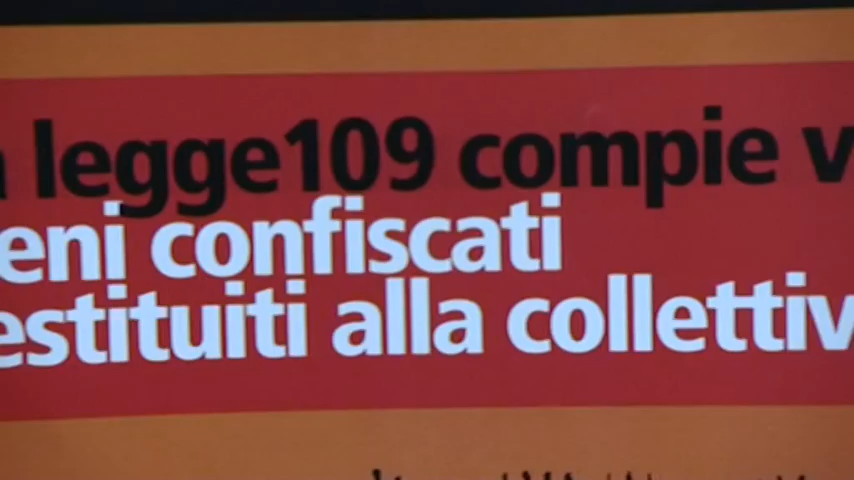 legge109 compie v
eni confiscati
estituiti alla collettiv